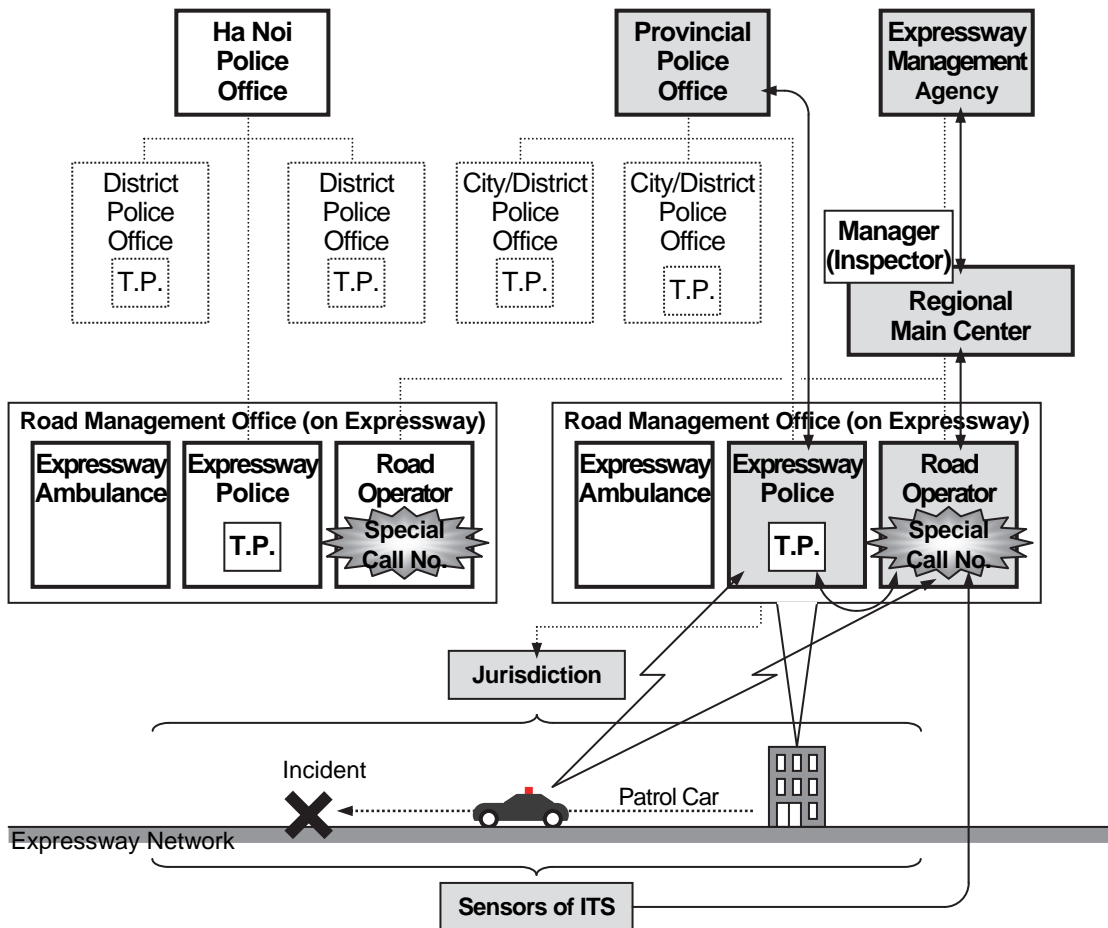 Ha Noi
Police
Office
Provincial
Police
Office
Expressway
Management
Agency
District
Police
Office
T.P.
District
Police
Office
T.P.
City/District
Police
Office
T.P.
City/District
Police
Office
T.P.
Manager
(Inspector)
Regional
Main Center
Road Management Office (on Expressway)
Expressway
Ambulance
Expressway
Police
T.P.
Road
Operator
Special
Call No.
Road Management Office (on Expressway)
Expressway
Ambulance
Expressway
Police
T.P.
Road
Operator
Special
Call No.
Jurisdiction
Incident
Patrol Car
Expressway Network
Sensors of ITS